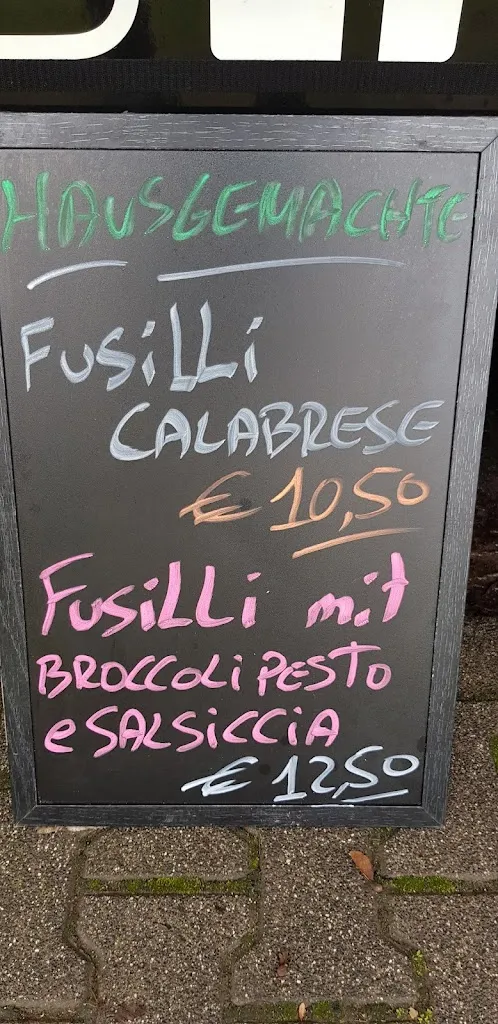 HAUSGEMACHTE
FUSiLLi
CALABRESE
€ 10,50
FUSiLLi mit
BROCCOLi PESTO
e SALSiCCiA
€ 12,50